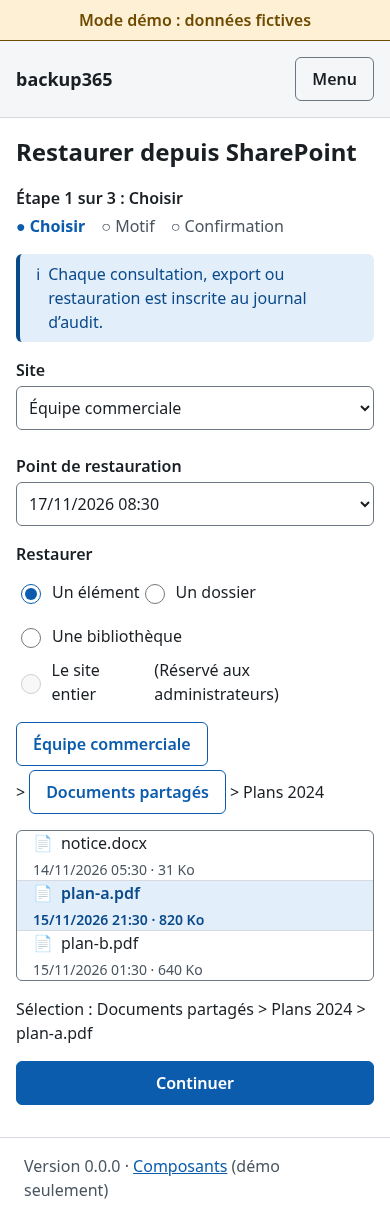 Mode démo : données fictives
backup365
Menu
Restaurer depuis SharePoint
Étape 1 sur 3 : Choisir
● Choisir ○ Motif ○ Confirmation
i Chaque consultation, export ou
restauration est inscrite au journal
d’audit.
Site
Équipe commerciale
Point de restauration
17/11/2026 08:30
Restaurer
Un élément Un dossier
Une bibliothèque
Le site entier (Réservé aux administrateurs)
Équipe commerciale
> Documents partagés > Plans 2024
notice.docx
14/11/2026 05:30 · 31 Ko
plan-a.pdf
15/11/2026 21:30 · 820 Ko
plan-b.pdf
15/11/2026 01:30 · 640 Ko
Sélection : Documents partagés > Plans 2024 >
plan-a.pdf
Continuer
Version 0.0.0 · Composants (démo
seulement)